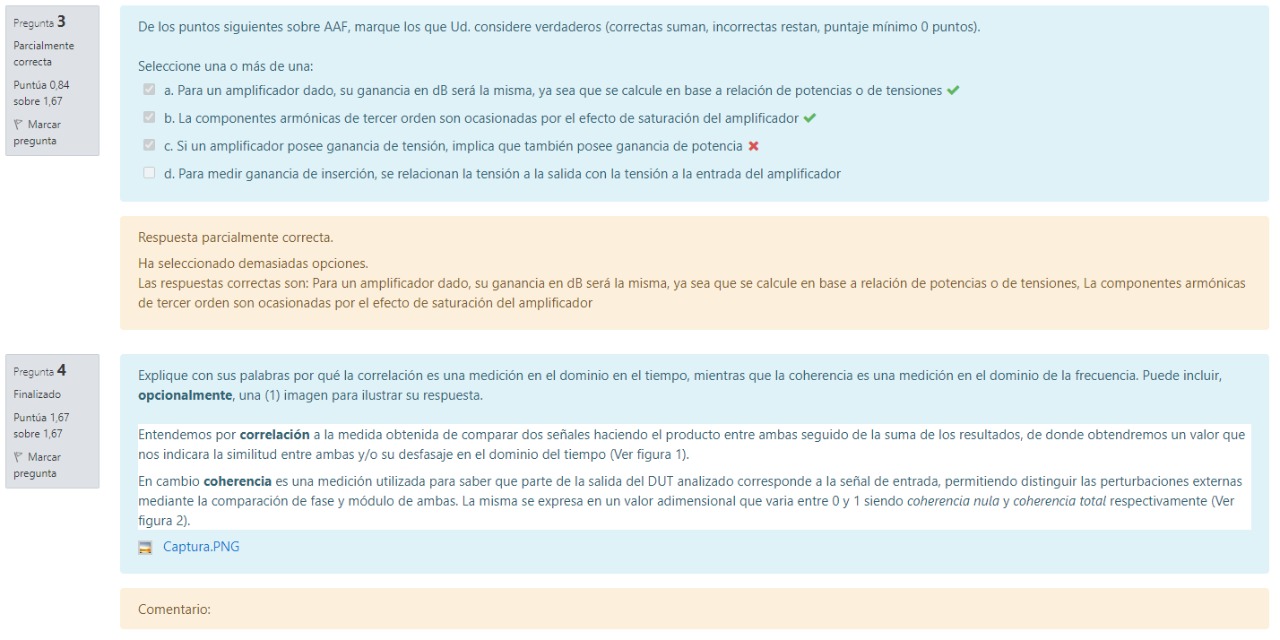 Pregunta 3
Parcialmente
correcta
Puntúa 0,84
sobre 1,67
Marcar
pregunta
De los puntos siguientes sobre AAF, marque los que Ud. considere verdaderos (correctas suman, incorrectas restan, puntaje mínimo 0 puntos).
Seleccione una o más de una:
a. Para un amplificador dado, su ganancia en dB será la misma, ya sea que se calcule en base a relación de potencias o de tensiones
b. La componentes armónicas de tercer orden son ocasionadas por el efecto de saturación del amplificador
c. Si un amplificador posee ganancia de tensión, implica que también posee ganancia de potencia
d. Para medir ganancia de inserción, se relacionan la tensión a la salida con la tensión a la entrada del amplificador
Respuesta parcialmente correcta.
Ha seleccionado demasiadas opciones.
Las respuestas correctas son: Para un amplificador dado, su ganancia en dB será la misma, ya sea que se calcule en base a relación de potencias o de tensiones, La componentes armónicas
de tercer orden son ocasionadas por el efecto de saturación del amplificador
Pregunta 4
Finalizado
Puntúa 1,67
sobre 1,67
Marcar
pregunta
Explique con sus palabras por qué la correlación es una medición en el dominio en el tiempo, mientras que la coherencia es una medición en el dominio de la frecuencia. Puede incluir,
opcionalmente, una (1) imagen para ilustrar su respuesta.
Entendemos por correlación a la medida obtenida de comparar dos señales haciendo el producto entre ambas seguido de la suma de los resultados, de donde obtendremos un valor que
nos indicara la similitud entre ambas y/o su desfasaje en el dominio del tiempo (Ver figura 1).
En cambio coherencia es una medición utilizada para saber que parte de la salida del DUT analizado corresponde a la señal de entrada, permitiendo distinguir las perturbaciones externas
mediante la comparación de fase y módulo de ambas. La misma se expresa en un valor adimensional que varia entre 0 y 1 siendo coherencia nula y coherencia total respectivamente (Ver
figura 2).
Captura.PNG
Comentario: